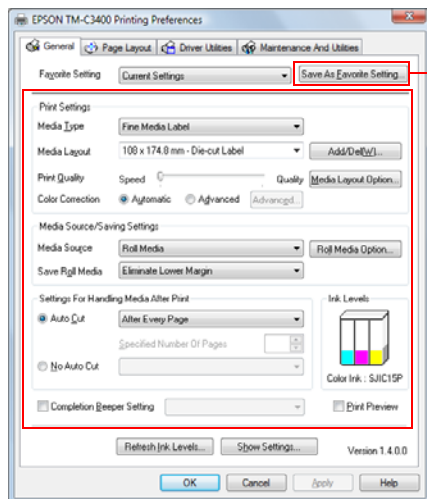 EPSON TM-C3400 Printing Preferences
General Page Layout Driver Utilities Maintenance And Utilities
Favorite Setting Current Settings Save As Favorite Setting...
Print Settings
Media Type Fine Media Label
Media Layout 108 x 174.8 mm - Die-cut Label Add/Del(W)...
Print Quality Speed Quality Media Layout Option...
Color Correction Automatic Advanced Advanced...
Media Source/Saving Settings
Media Source Roll Media Roll Media Option...
Save Roll Media Eliminate Lower Margin
Settings For Handling Media After Print Ink Levels
Auto Cut After Every Page
Specified Number Of Pages
No Auto Cut
Color Ink : SJIC15P
Completion Beeper Setting Print Preview
Refresh Ink Levels... Show Settings... Version 1.4.0.0
OK Cancel Apply Help